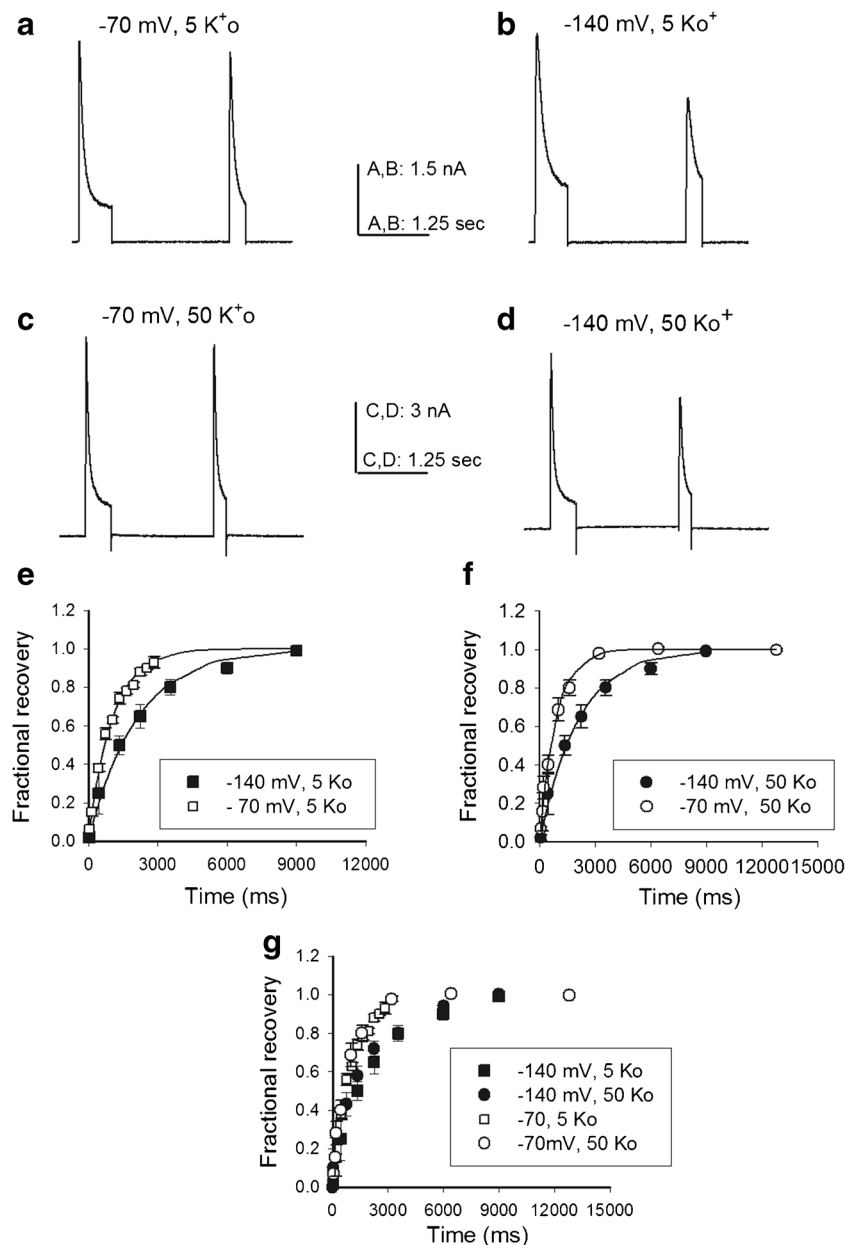 a
-70 mV, 5 K⁺o
b
-140 mV, 5 Ko⁺
A,B: 1.5 nA
A,B: 1.25 sec
c
-70 mV, 50 K⁺o
d
-140 mV, 50 Ko⁺
C,D: 3 nA
C,D: 1.25 sec
e
Fractional recovery
1.2
1.0
0.8
0.6
0.4
0.2
0.0
-140 mV, 5 Ko
- 70 mV, 5 Ko
0 3000 6000 9000 12000
Time (ms)
f
Fractional recovery
1.2
1.0
0.8
0.6
0.4
0.2
0.0
-140 mV, 50 Ko
-70 mV, 50 Ko
0 3000 6000 9000 12000 15000
Time (ms)
g
Fractional recovery
1.2
1.0
0.8
0.6
0.4
0.2
0.0
-140 mV, 5 Ko
-140 mV, 50 Ko
-70, 5 Ko
-70mV, 50 Ko
0 3000 6000 9000 12000 15000
Time (ms)